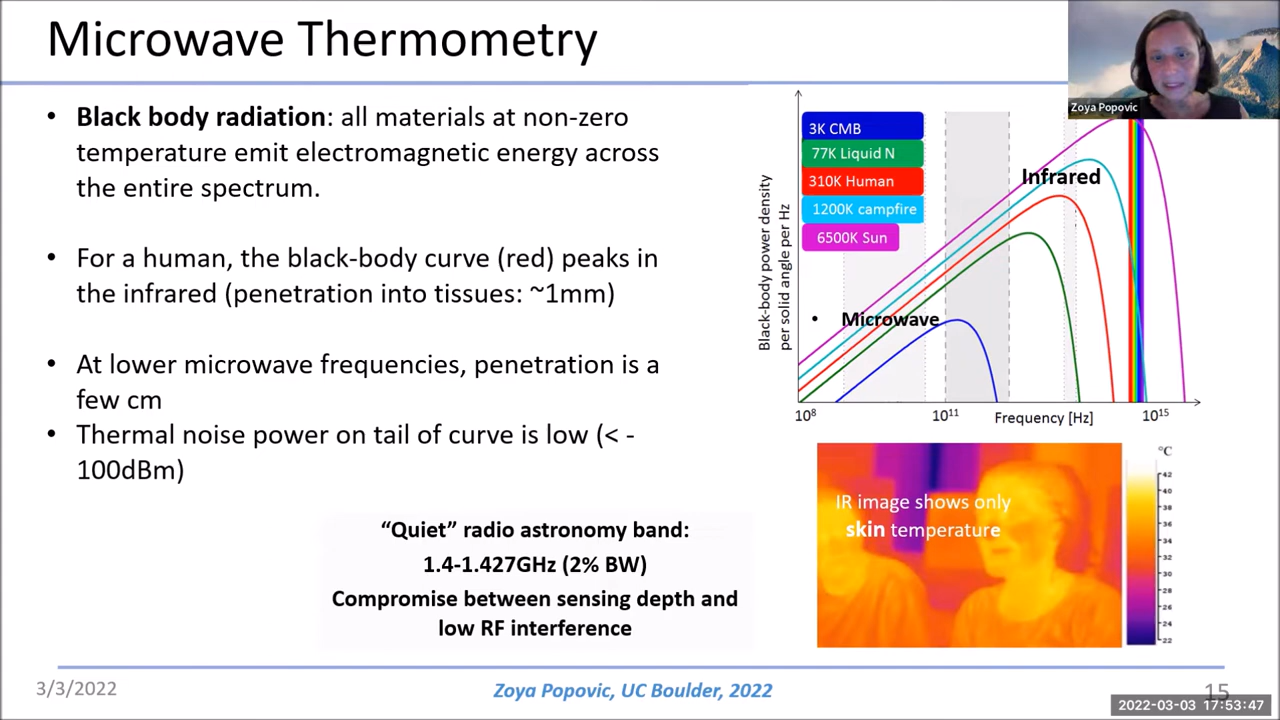 Microwave Thermometry
Zoya Popovic
• Black body radiation: all materials at non-zero
temperature emit electromagnetic energy across
the entire spectrum.
• For a human, the black-body curve (red) peaks in
the infrared (penetration into tissues: ~1mm)
• At lower microwave frequencies, penetration is a
few cm
• Thermal noise power on tail of curve is low (< -
100dBm)
"Quiet" radio astronomy band:
1.4-1.427GHz (2% BW)
Compromise between sensing depth and
low RF interference
Black-body power density
per solid angle per Hz
3K CMB
77K Liquid N
310K Human
1200K campfire
6500K Sun
Infrared
• Microwave
10⁸
10¹¹
Frequency [Hz]
10¹⁵
IR image shows only
skin temperature
°C
42
40
38
36
34
32
30
28
26
24
22
3/3/2022
Zoya Popovic, UC Boulder, 2022
15
2022-03-03 17:53:47